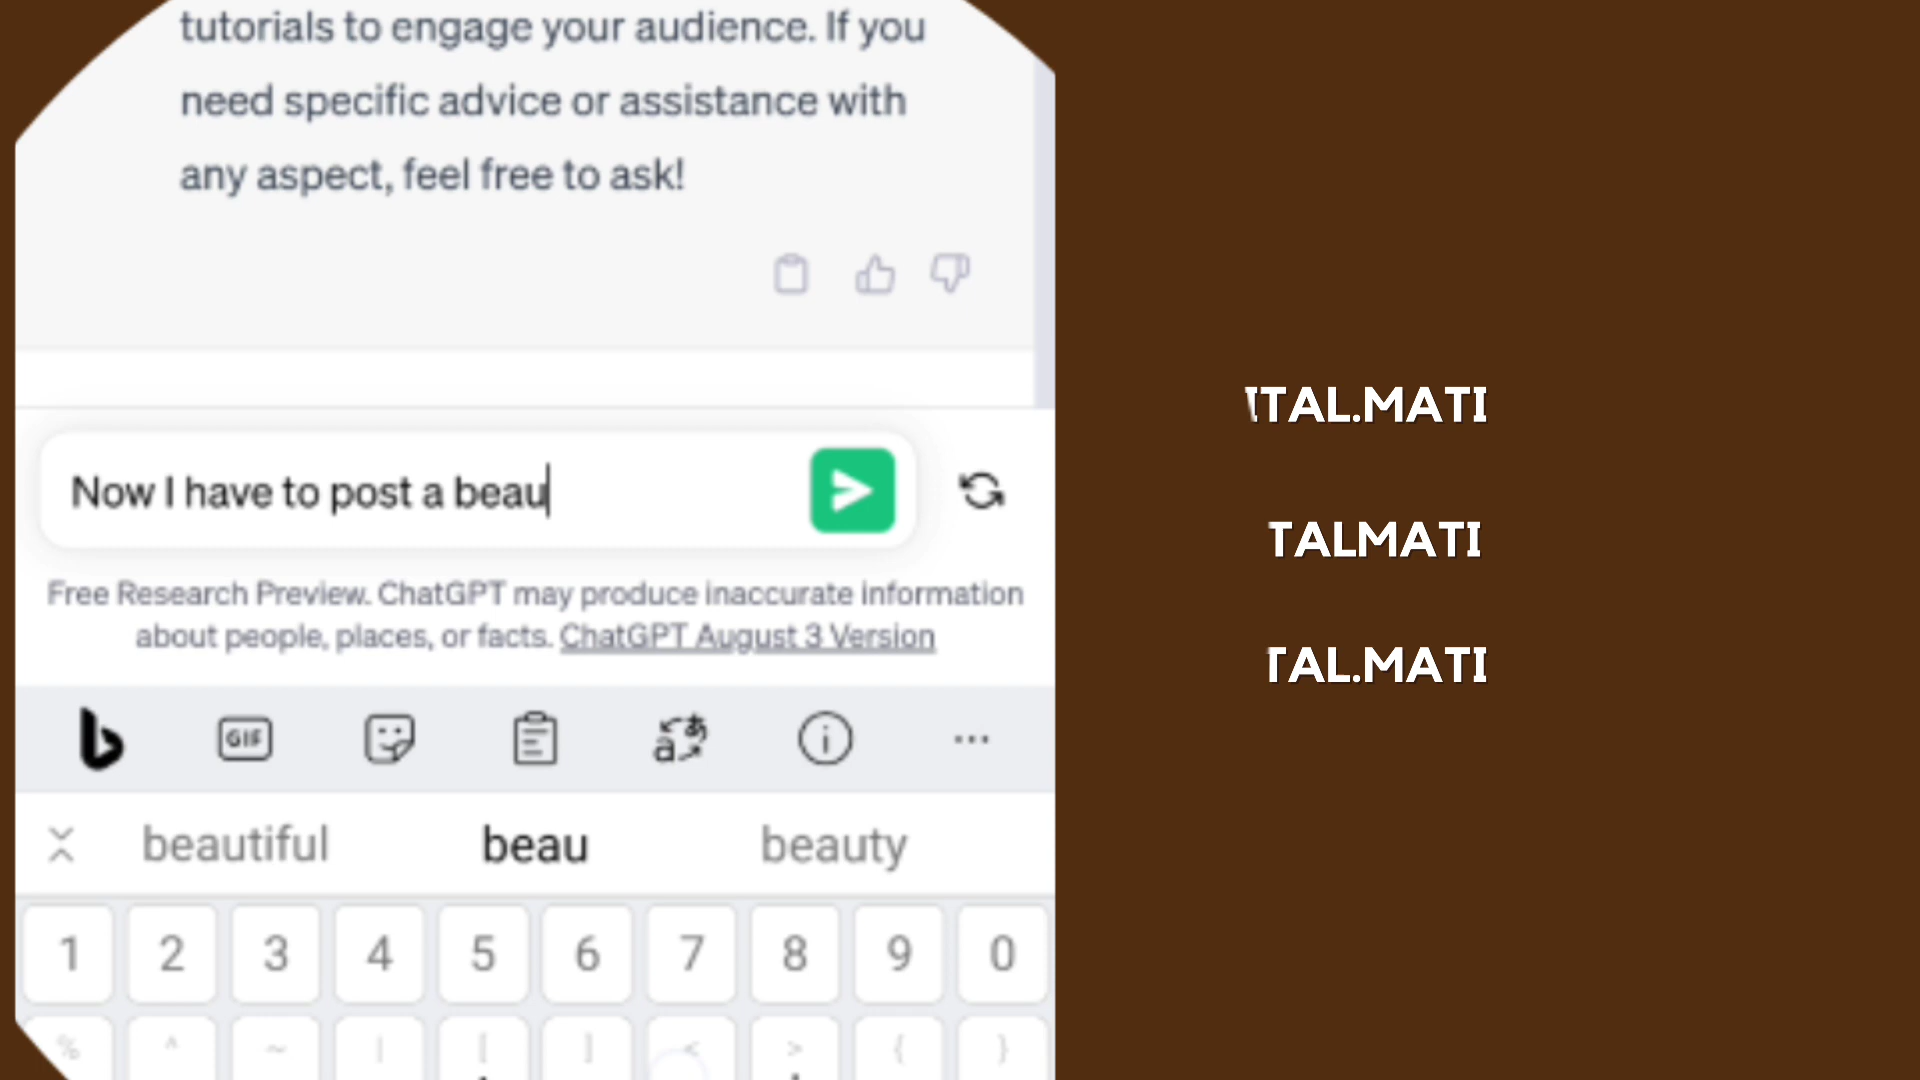 tutorials to engage your audience. If you
need specific advice or assistance with
any aspect, feel free to ask!
Now I have to post a beau
Free Research Preview. ChatGPT may produce inaccurate information
about people, places, or facts. ChatGPT August 3 Version
GIF
beautiful beau beauty
1 2 3 4 5 6 7 8 9 0
% ^ ~ | [ ] < > { }
ITAL.MATI
TALMATI
TAL.MATI